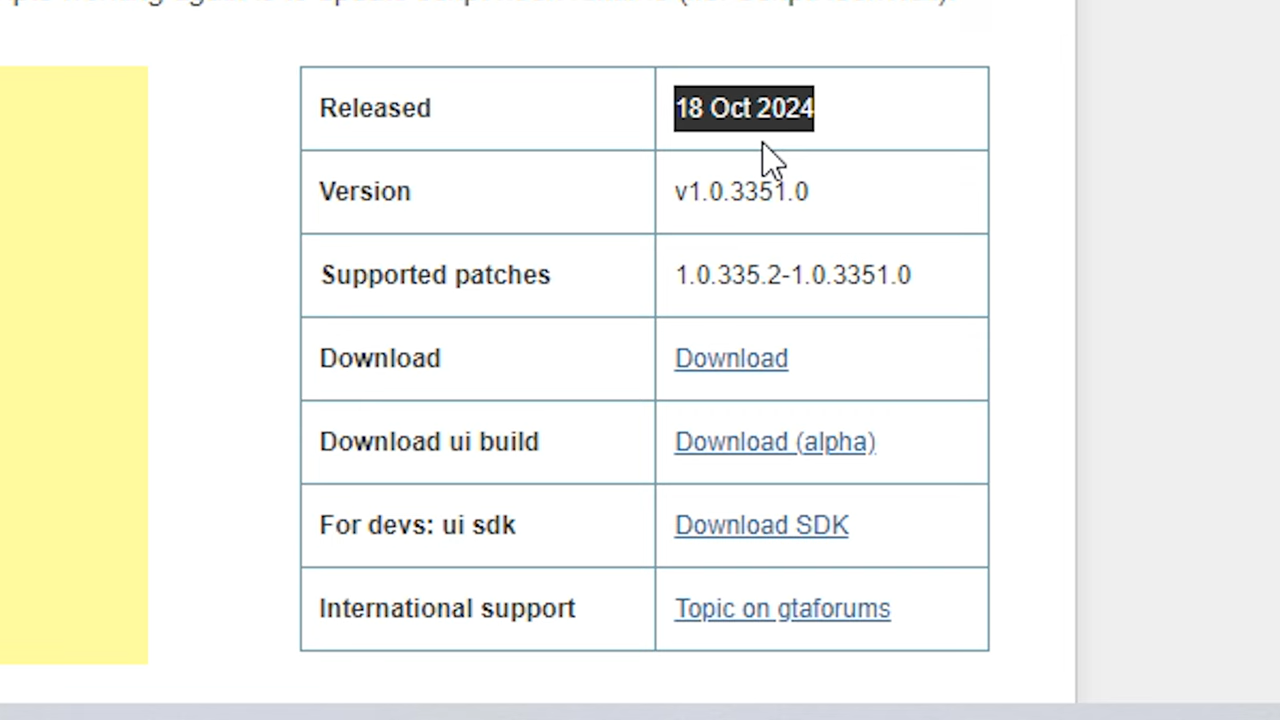 Released 18 Oct 2024
Version v1.0.3351.0
Supported patches 1.0.335.2-1.0.3351.0
Download Download
Download ui build Download (alpha)
For devs: ui sdk Download SDK
International support Topic on gtaforums